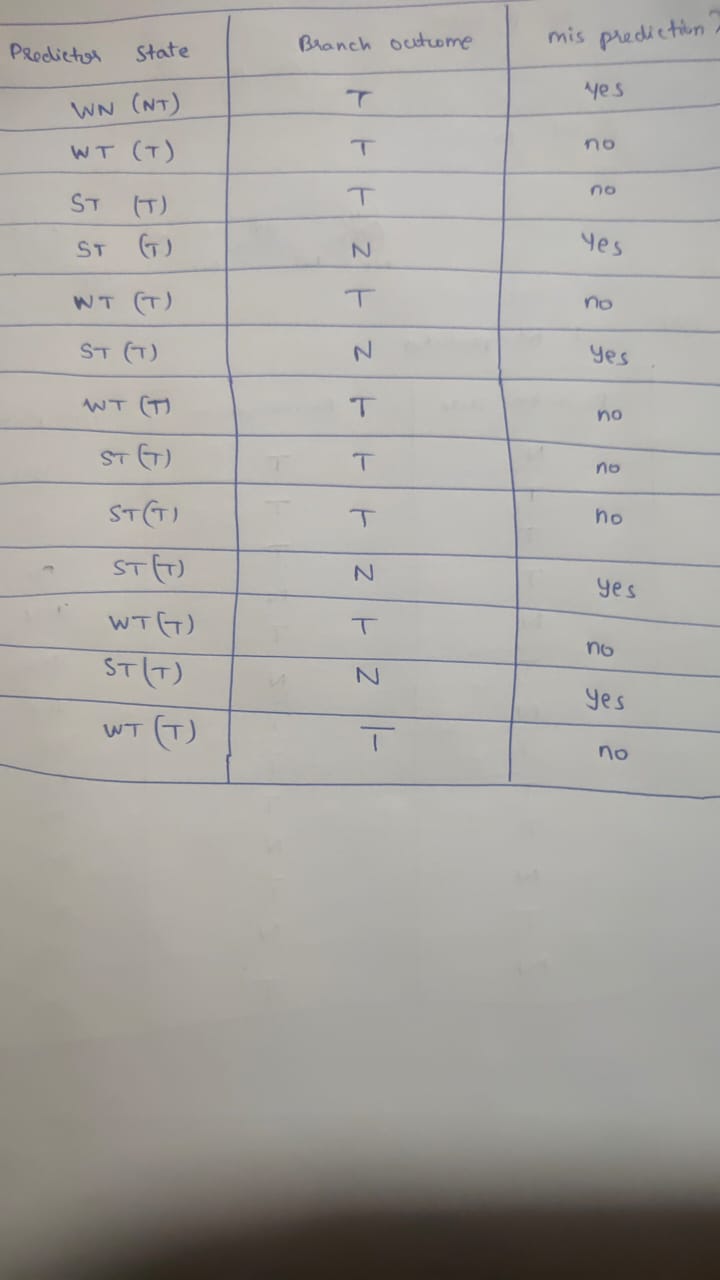 Predictor State Branch outcome mis prediction?
WN (NT) T Yes
WT (T) T no
ST (T) T no
ST (T) N Yes
WT (T) T no
ST (T) N Yes
WT (T) T no
ST (T) T no
ST (T) T no
ST (T) N Yes
WT (T) T no
ST (T) N Yes
WT (T) T no